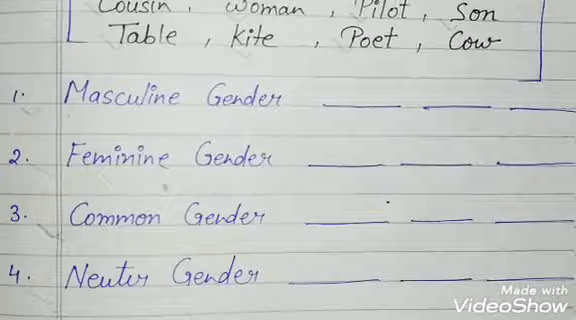 Cousin, Woman, Pilot, Son
Table, Kite, Poet, Cow
1. Masculine Gender
2. Feminine Gender
3. Common Gender
4. Neuter Gender
Made with
VideoShow